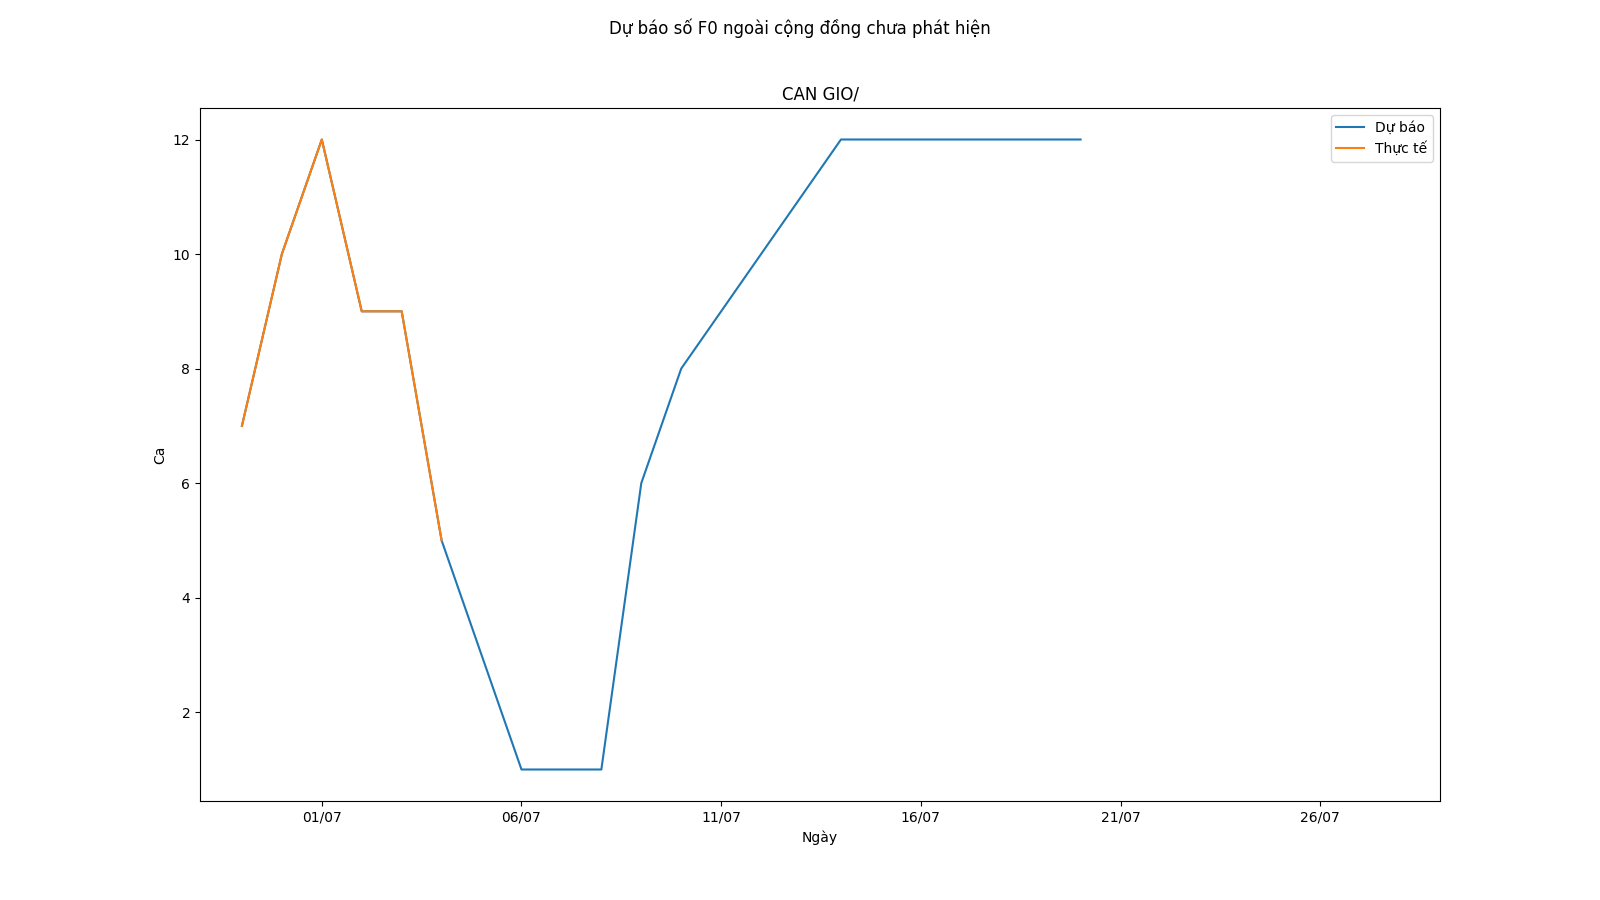 Dự báo số F0 ngoài cộng đồng chưa phát hiện
CAN GIO/
Dự báo
Thực tế
12
10
8
6
4
2
Ca
01/07 06/07 11/07 16/07 21/07 26/07
Ngày